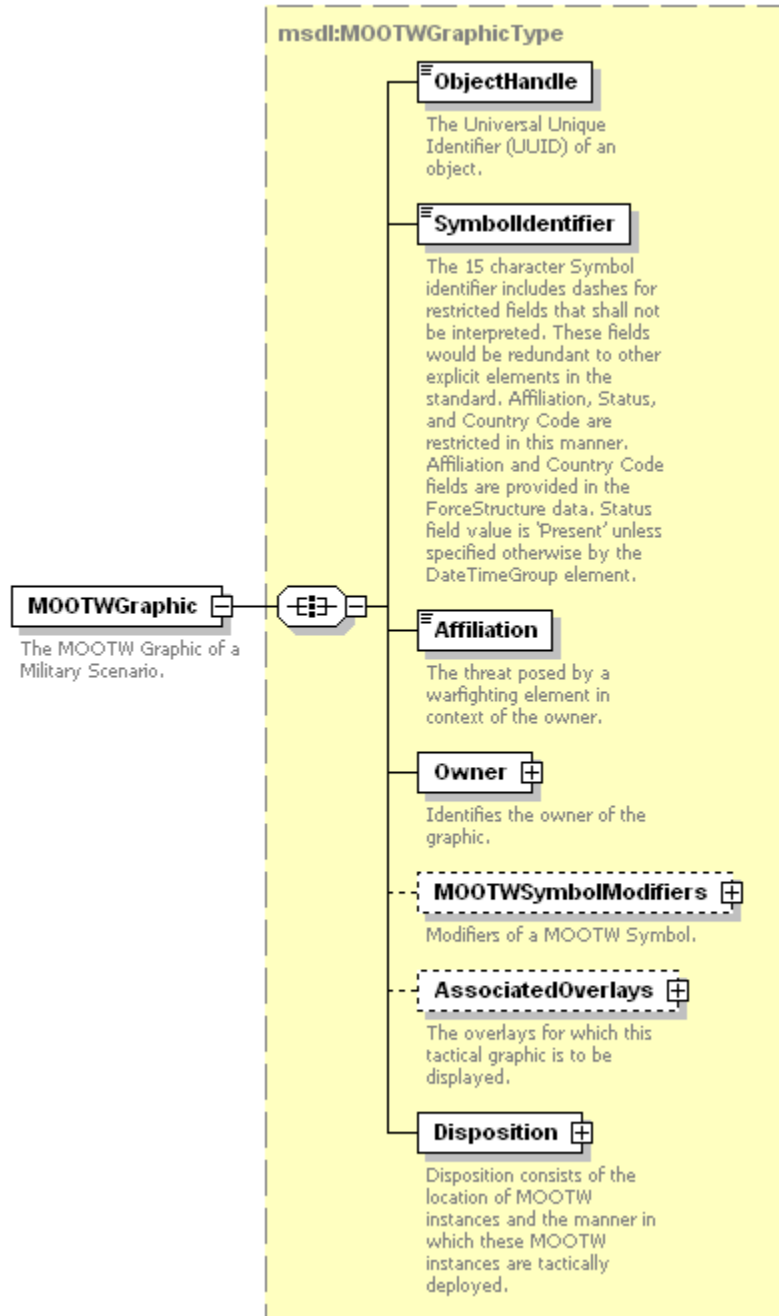 msdl:MOOTWGraphicType
ObjectHandle
The Universal Unique
Identifier (UUID) of an
object.
SymbolIdentifier
The 15 character Symbol
identifier includes dashes for
restricted fields that shall not
be interpreted. These fields
would be redundant to other
explicit elements in the
standard. Affiliation, Status,
and Country Code are
restricted in this manner.
Affiliation and Country Code
fields are provided in the
ForceStructure data. Status
field value is 'Present' unless
specified otherwise by the
DateTimeGroup element.
MOOTWGraphic
The MOOTW Graphic of a
Military Scenario.
Affiliation
The threat posed by a
warfighting element in
context of the owner.
Owner
Identifies the owner of the
graphic.
MOOTWSymbolModifiers
Modifiers of a MOOTW Symbol.
AssociatedOverlays
The overlays for which this
tactical graphic is to be
displayed.
Disposition
Disposition consists of the
location of MOOTW
instances and the manner in
which these MOOTW
instances are tactically
deployed.